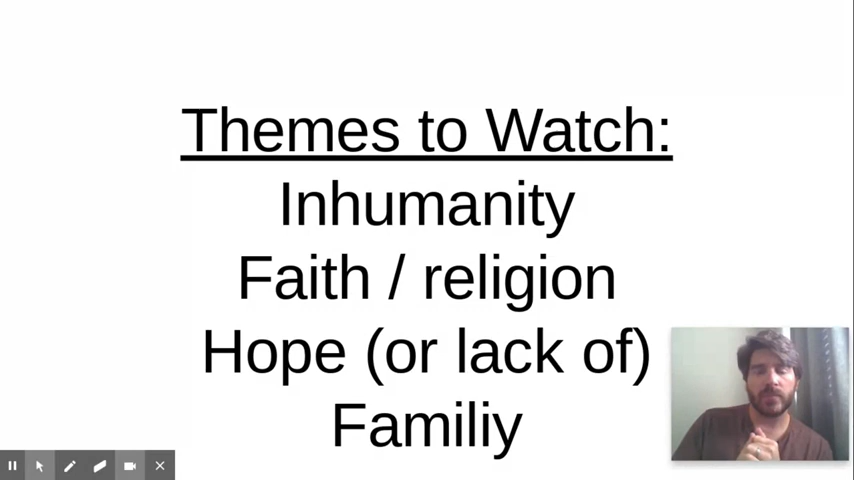 Themes to Watch:
Inhumanity
Faith / religion
Hope (or lack of)
Familiy